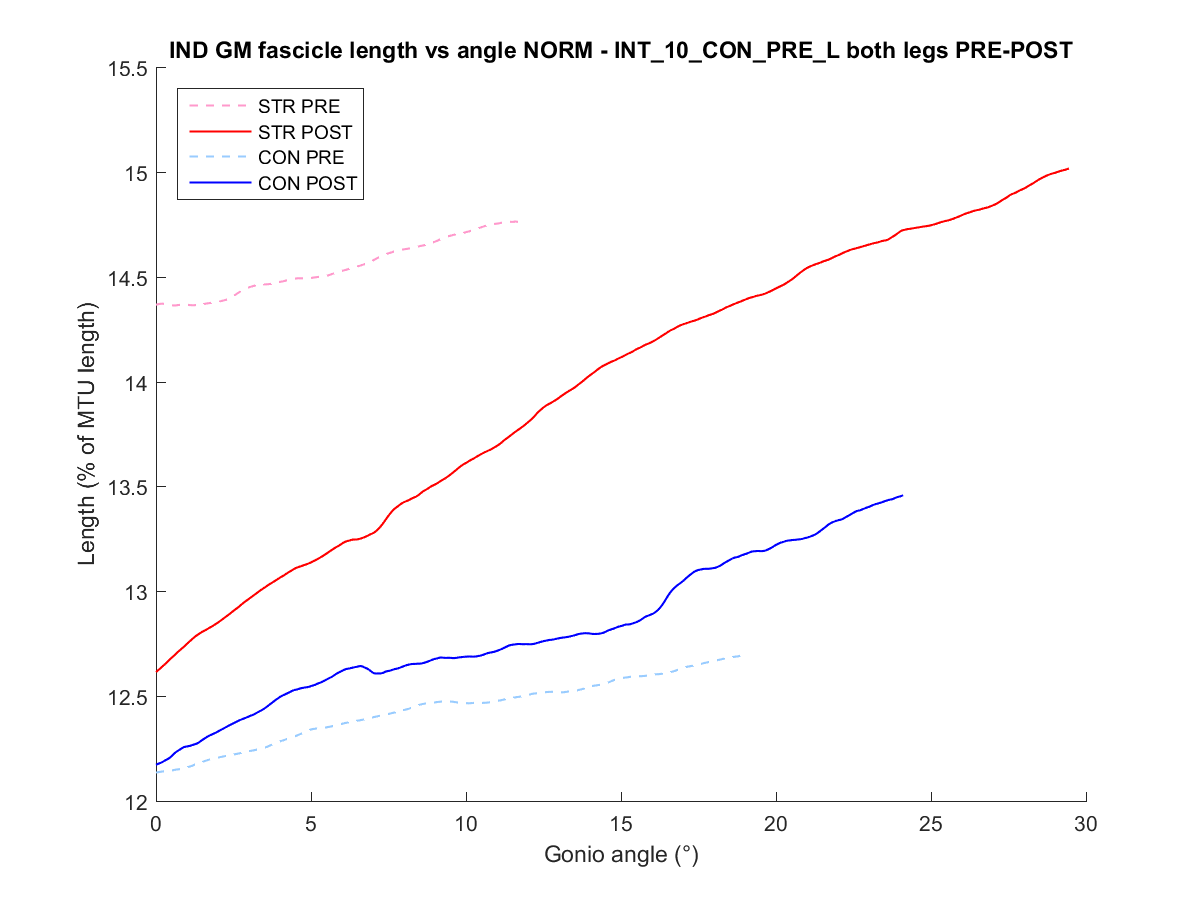 IND GM fascicle length vs angle NORM - INT_10_CON_PRE_L both legs PRE-POST
15.5
15
14.5
14
13.5
13
12.5
12
Length (% of MTU length)
STR PRE
STR POST
CON PRE
CON POST
0 5 10 15 20 25 30
Gonio angle (°)